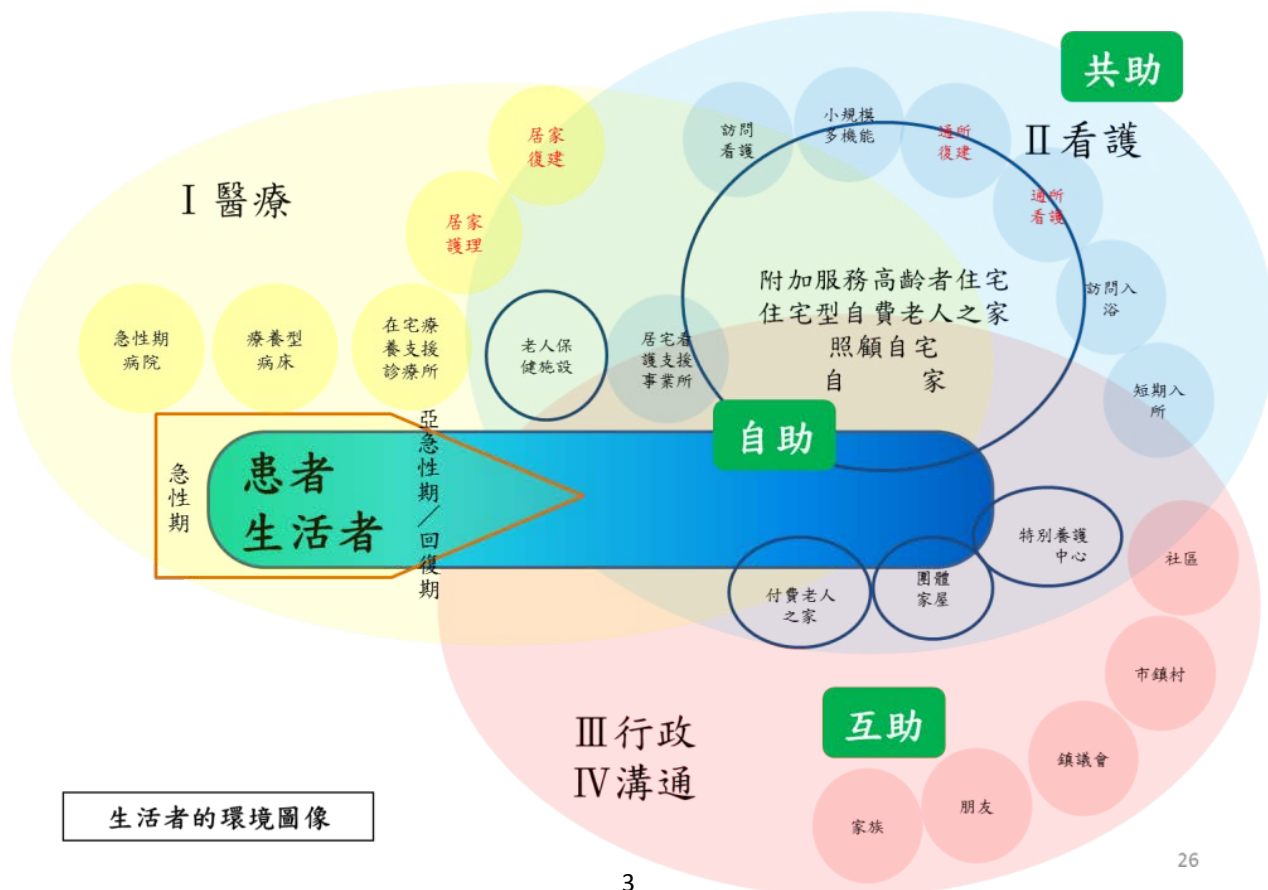 共助
Ⅱ看護
Ⅰ醫療
居家
復建
居家
護理
訪問
看護
小規模
多機能
通所
復建
通所
看護
訪問入
浴
短期入
所
急性期
病院
療養型
病床
在宅療
養支援
診療所
老人保
健施設
居宅看
護支援
事業所
附加服務高齡者住宅
住宅型自費老人之家
照顧自宅
自 家
自助
急性期
患者
生活者
亞急性期／回復期
特別養護
中心
團體
家屋
付費老人
之家
社區
市鎮村
鎮議會
朋友
家族
互助
Ⅲ行政
Ⅳ溝通
生活者的環境圖像
26
3